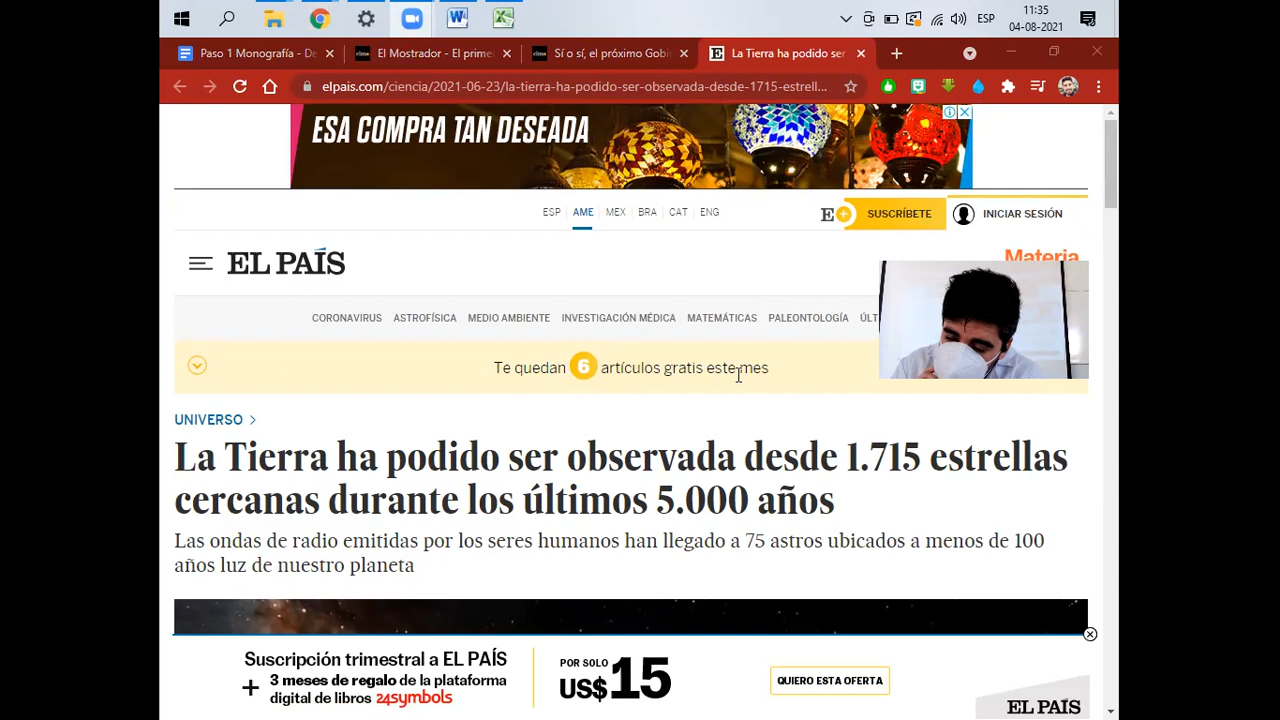 ESP
11:35
04-08-2021
Paso 1 Monografía - De
El Mostrador - El prime
Sí o sí, el próximo Gobi
La Tierra ha podido ser
elpais.com/ciencia/2021-06-23/la-tierra-ha-podido-ser-observada-desde-1715-estrell...
ESA COMPRA TAN DESEADA
ESP AME MEX BRA CAT ENG
E+ SUSCRÍBETE INICIAR SESIÓN
EL PAÍS
Materia
CORONAVIRUS ASTROFÍSICA MEDIO AMBIENTE INVESTIGACIÓN MÉDICA MATEMÁTICAS PALEONTOLOGÍA ÚLT
Te quedan 6 artículos gratis este mes
UNIVERSO >
La Tierra ha podido ser observada desde 1.715 estrellas
cercanas durante los últimos 5.000 años
Las ondas de radio emitidas por los seres humanos han llegado a 75 astros ubicados a menos de 100
años luz de nuestro planeta
Suscripción trimestral a EL PAÍS
+ 3 meses de regalo de la plataforma
digital de libros 24symbols
POR SOLO
US$15
QUIERO ESTA OFERTA
EL PAÍS